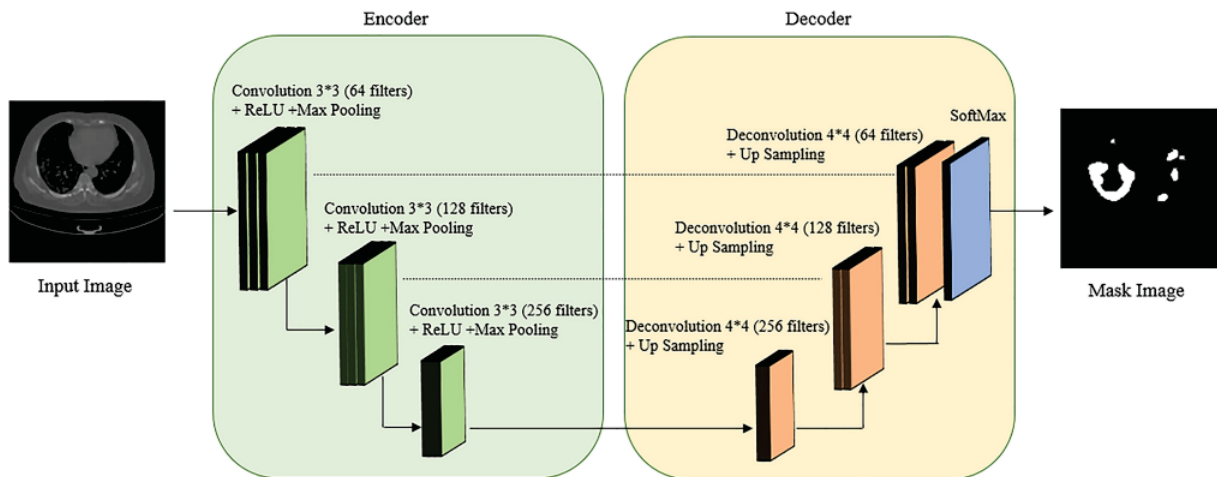 Encoder
Decoder
Convolution 3*3 (64 filters)
+ ReLU +Max Pooling
SoftMax
Deconvolution 4*4 (64 filters)
+ Up Sampling
Convolution 3*3 (128 filters)
+ ReLU +Max Pooling
Deconvolution 4*4 (128 filters)
+ Up Sampling
Input Image
Mask Image
Convolution 3*3 (256 filters)
+ ReLU +Max Pooling
Deconvolution 4*4 (256 filters)
+ Up Sampling